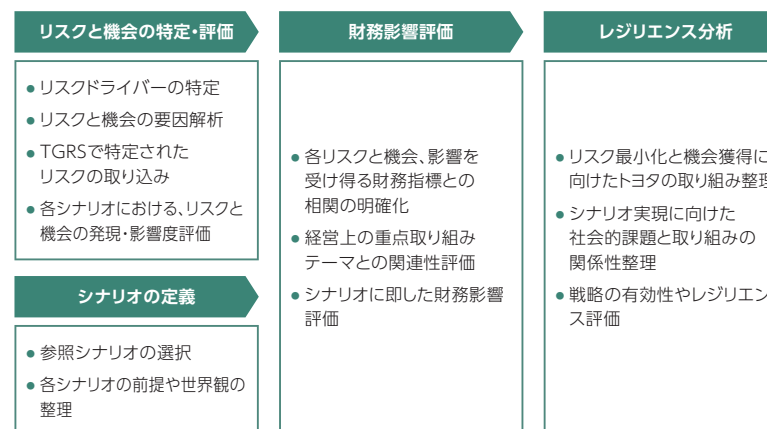 リスクと機会の特定・評価
● リスクドライバーの特定
● リスクと機会の要因解析
● TGRSで特定された
リスクの取り込み
● 各シナリオにおける、リスクと
機会の発現・影響度評価
シナリオの定義
● 参照シナリオの選択
● 各シナリオの前提や世界観の
整理
財務影響評価
● 各リスクと機会、影響を
受け得る財務指標との
相関の明確化
● 経営上の重点取り組み
テーマとの関連性評価
● シナリオに即した財務影響
評価
レジリエンス分析
● リスク最小化と機会獲得に
向けたトヨタの取り組み整理
● シナリオ実現に向けた
社会的課題と取り組みの
関係性整理
● 戦略の有効性やレジリエン
ス評価